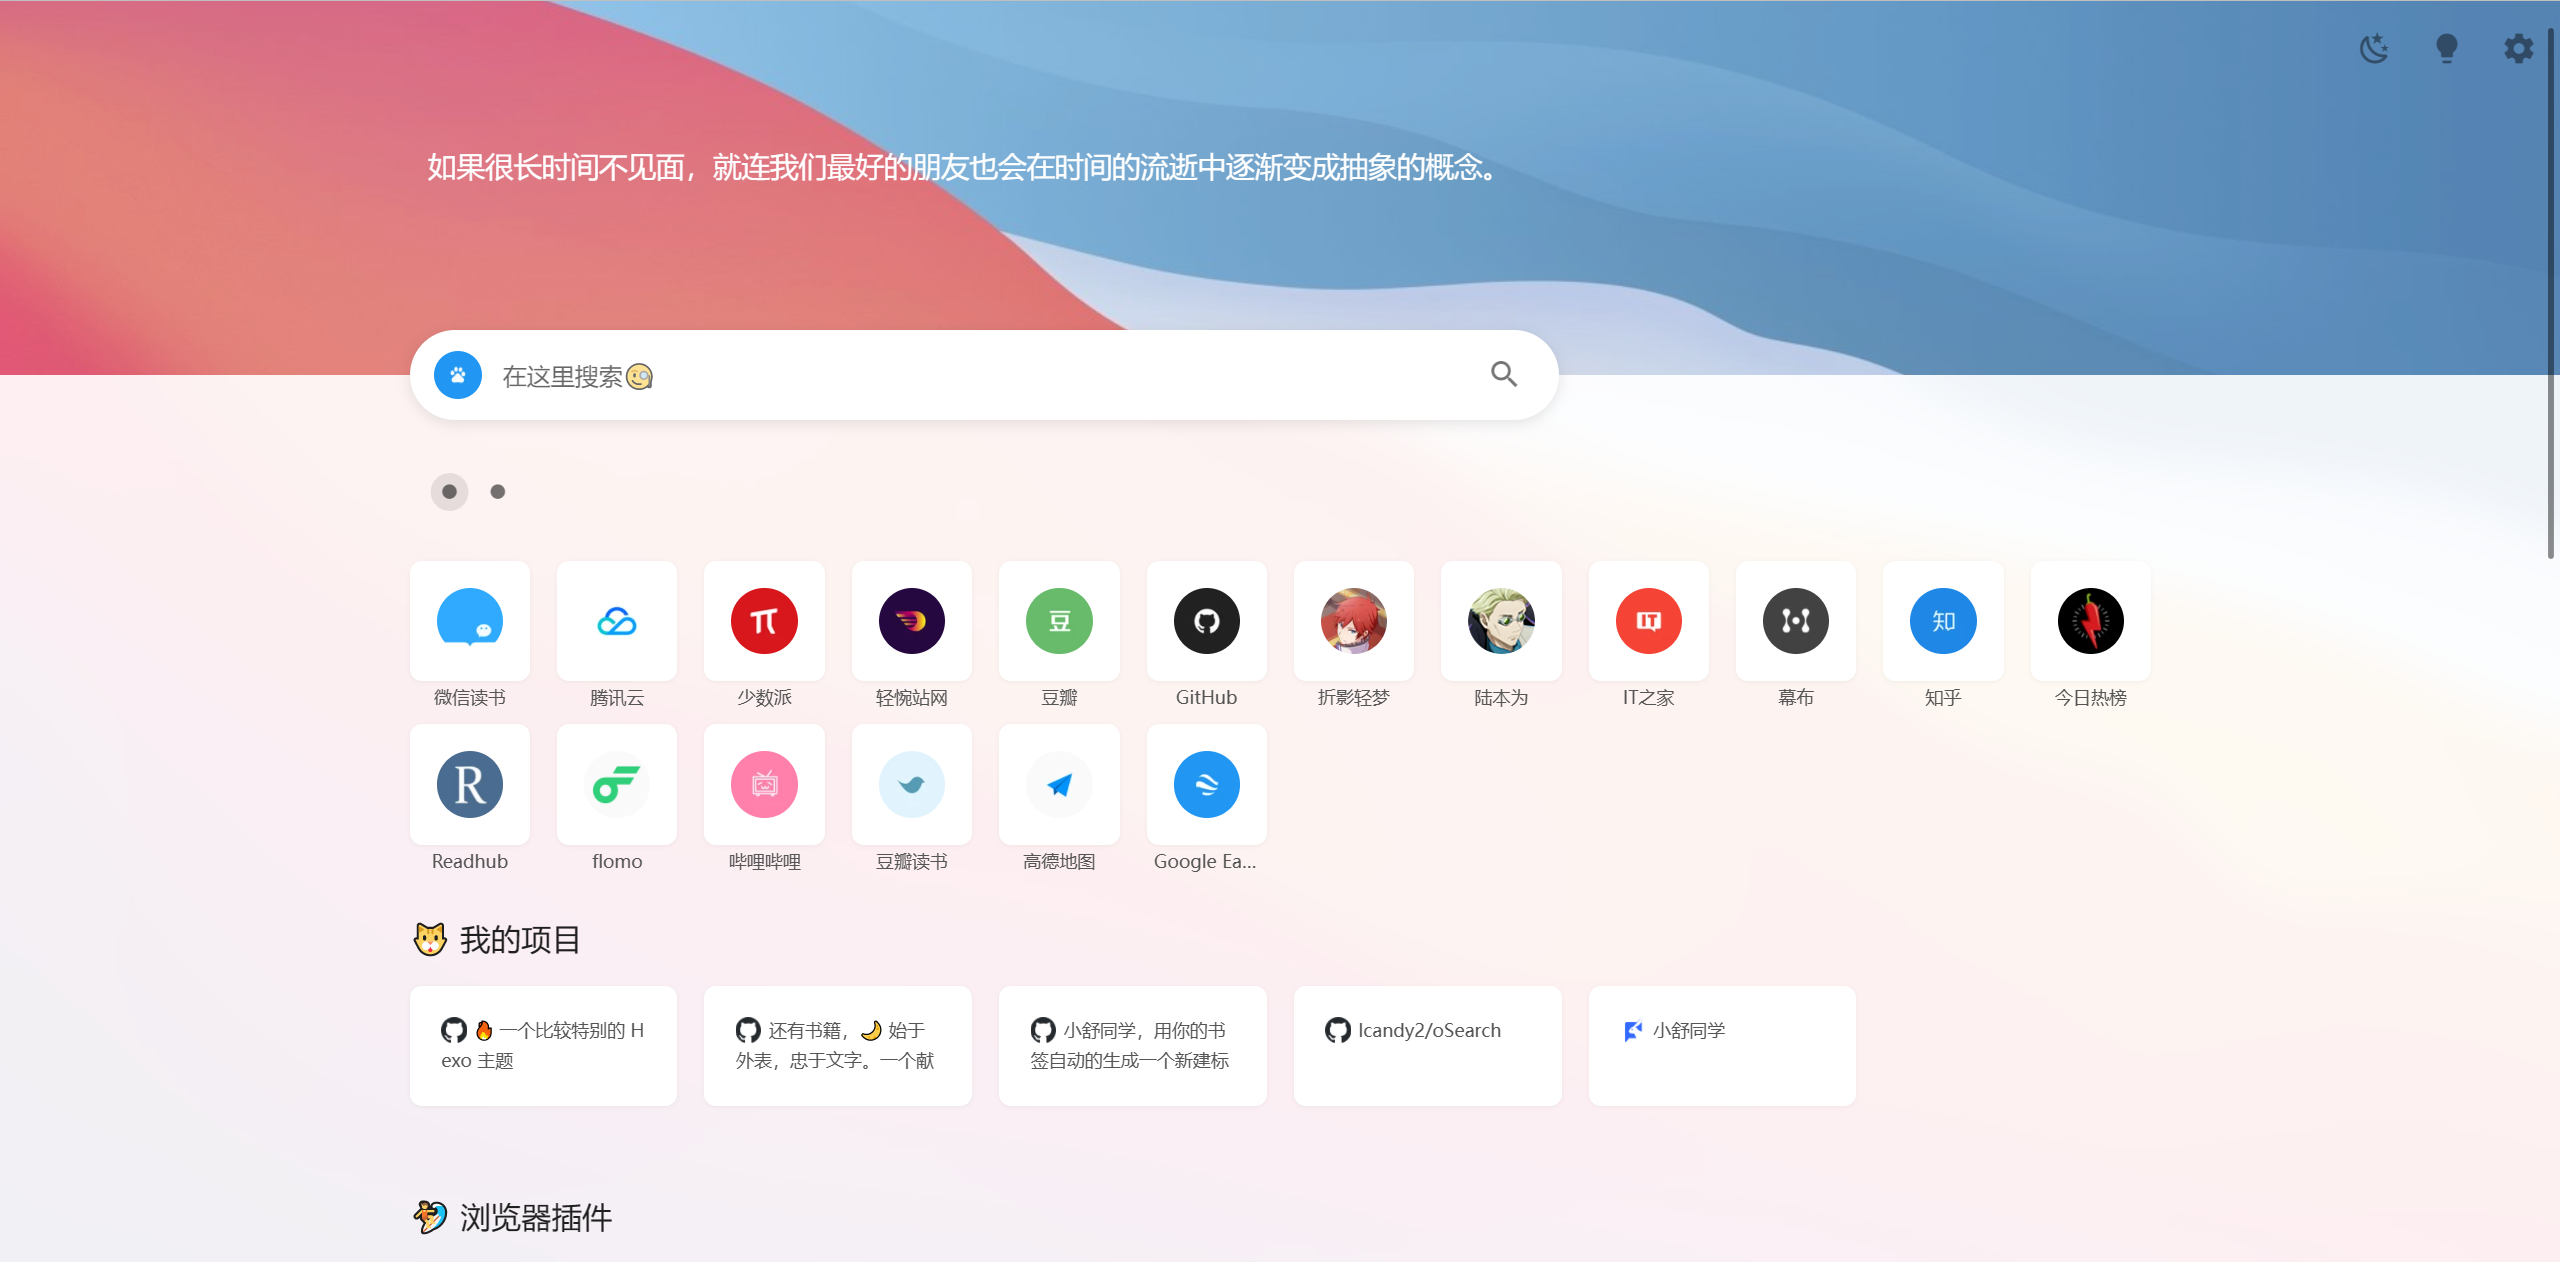 如果很长时间不见面，就连我们最好的朋友也会在时间的流逝中逐渐变成抽象的概念。
在这里搜索🧐
微信读书
腾讯云
少数派
轻惋站网
豆
豆瓣
GitHub
折影轻梦
陆本为
IT
IT之家
幕布
知
知乎
今日热榜
R
Readhub
flomo
哔哩哔哩
豆瓣读书
高德地图
Google Ea...
🐯 我的项目
🔥 一个比较特别的 H
exo 主题
还有书籍，🌙 始于
外表，忠于文字。一个献
小舒同学，用你的书
签自动的生成一个新建标
lcandy2/oSearch
小舒同学
🏄 浏览器插件